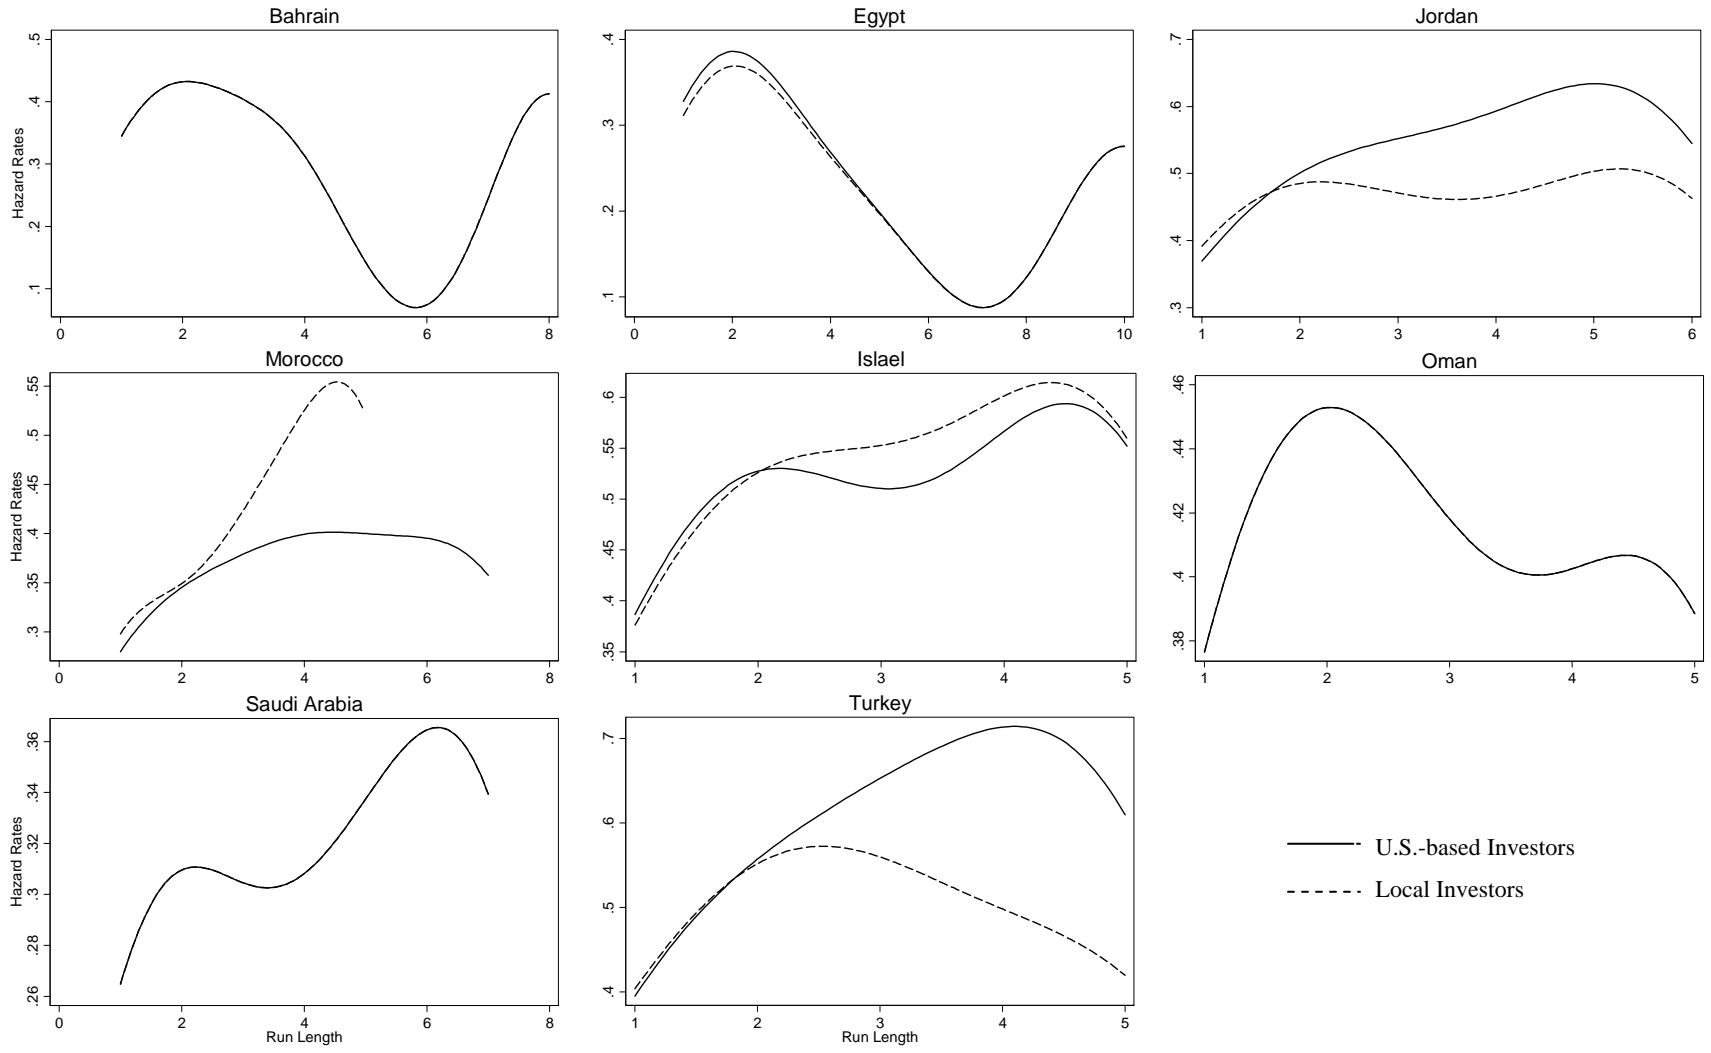 Bahrain
Hazard Rates
.5
.4
.3
.2
.1
0 2 4 6 8
Egypt
.4
.3
.2
.1
0 2 4 6 8 10
Jordan
.7
.6
.5
.4
.3
1 2 3 4 5 6
Morocco
Hazard Rates
.55
.5
.45
.4
.35
.3
0 2 4 6 8
Islael
.6
.55
.5
.45
.4
.35
1 2 3 4 5
Oman
.46
.44
.42
.4
.38
1 2 3 4 5
Saudi Arabia
Hazard Rates
.36
.34
.32
.3
.28
.26
0 2 4 6 8
Run Length
Turkey
.7
.6
.5
.4
1 2 3 4 5
Run Length
U.S.-based Investors
Local Investors